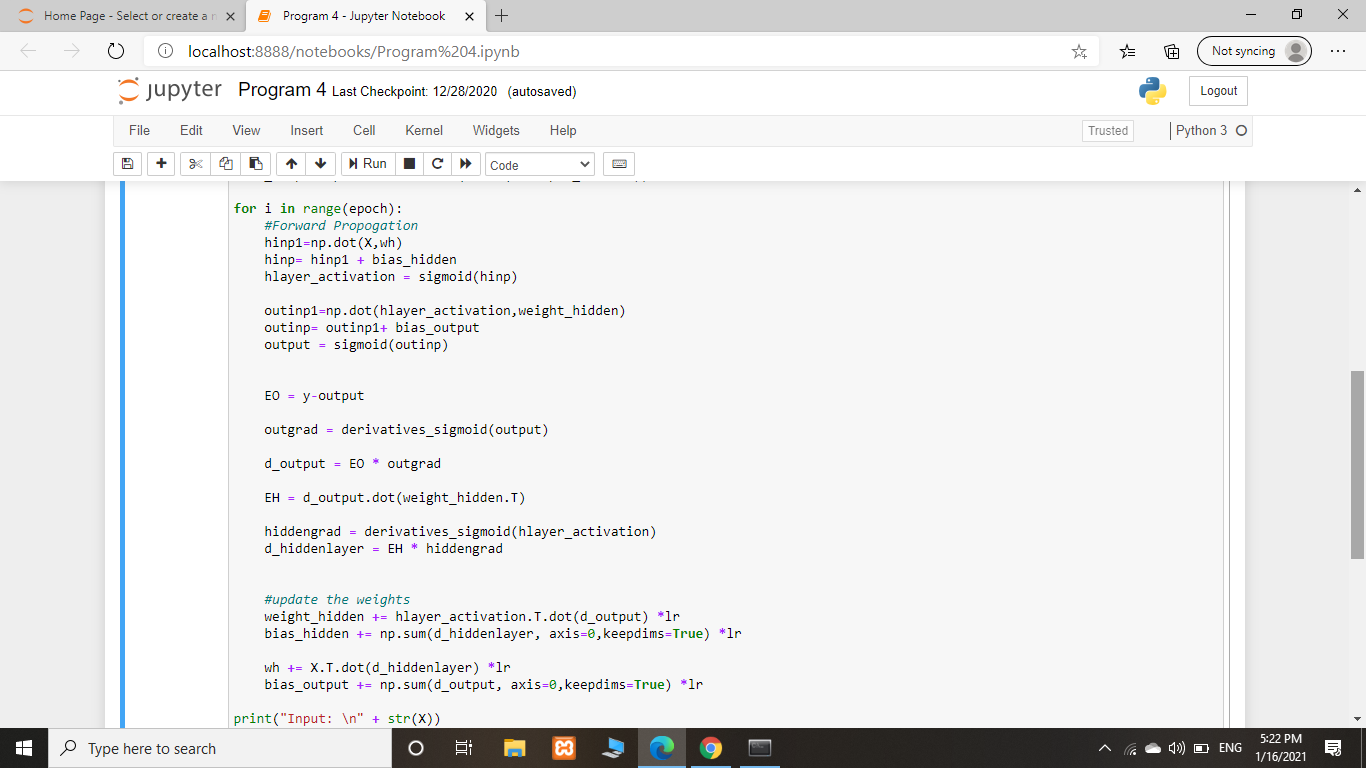 Home Page - Select or create a n
Program 4 - Jupyter Notebook
localhost:8888/notebooks/Program%204.ipynb
Not syncing
jupyter Program 4 Last Checkpoint: 12/28/2020 (autosaved)
Logout
File Edit View Insert Cell Kernel Widgets Help
Trusted
Python 3
Run
Code
for i in range(epoch):
#Forward Propogation
hinp1=np.dot(X,wh)
hinp= hinp1 + bias_hidden
hlayer_activation = sigmoid(hinp)
outinp1=np.dot(hlayer_activation,weight_hidden)
outinp= outinp1+ bias_output
output = sigmoid(outinp)
EO = y-output
outgrad = derivatives_sigmoid(output)
d_output = EO * outgrad
EH = d_output.dot(weight_hidden.T)
hiddengrad = derivatives_sigmoid(hlayer_activation)
d_hiddenlayer = EH * hiddengrad
#update the weights
weight_hidden += hlayer_activation.T.dot(d_output) *lr
bias_hidden += np.sum(d_hiddenlayer, axis=0,keepdims=True) *lr
wh += X.T.dot(d_hiddenlayer) *lr
bias_output += np.sum(d_output, axis=0,keepdims=True) *lr
print("Input: \n" + str(X))
Type here to search
ENG
5:22 PM
1/16/2021